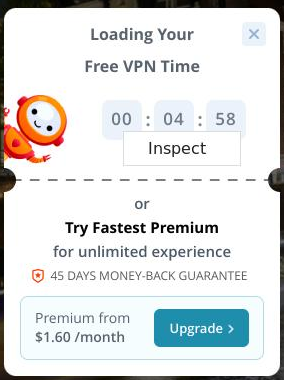 Loading Your
Free VPN Time
00 : 04 : 58
Inspect
or
Try Fastest Premium
for unlimited experience
45 DAYS MONEY-BACK GUARANTEE
Premium from
$1.60 /month
Upgrade >